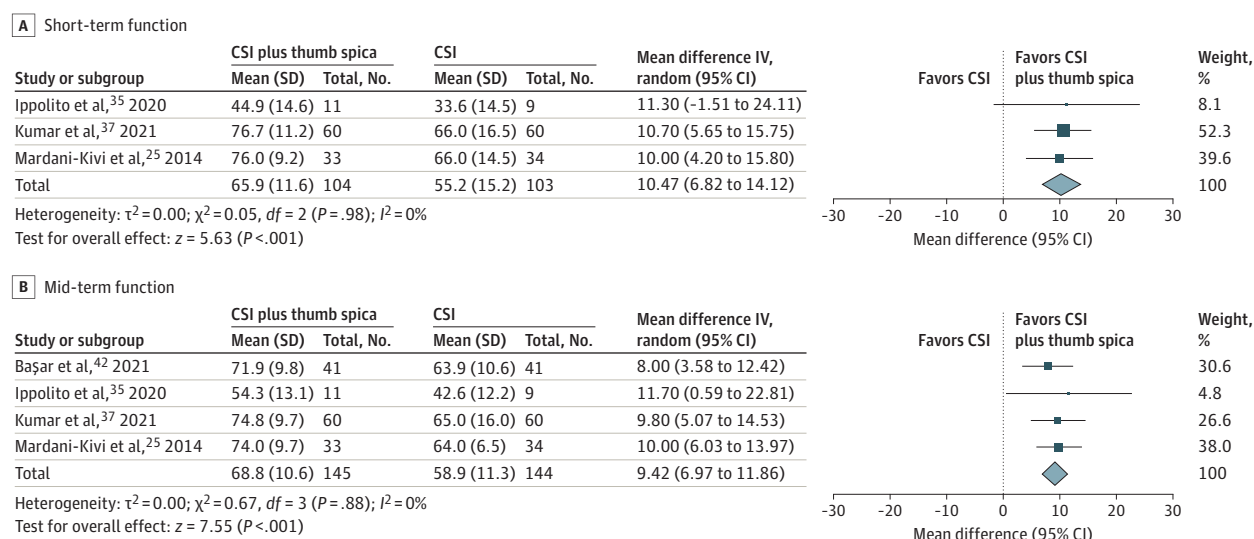 A Short-term function
CSI plus thumb spica CSI Mean difference IV, random (95% CI) Favors CSI Favors CSI plus thumb spica Weight, %
Study or subgroup Mean (SD) Total, No. Mean (SD) Total, No.
Ippolito et al,35 2020 44.9 (14.6) 11 33.6 (14.5) 9 11.30 (-1.51 to 24.11) 8.1
Kumar et al,37 2021 76.7 (11.2) 60 66.0 (16.5) 60 10.70 (5.65 to 15.75) 52.3
Mardani-Kivi et al,25 2014 76.0 (9.2) 33 66.0 (14.5) 34 10.00 (4.20 to 15.80) 39.6
Total 65.9 (11.6) 104 55.2 (15.2) 103 10.47 (6.82 to 14.12) 100
Heterogeneity: τ2=0.00; χ2=0.05, df=2 (P=.98); I2=0%
Test for overall effect: z=5.63 (P<.001)
-30 -20 -10 0 10 20 30
Mean difference (95% CI)
B Mid-term function
CSI plus thumb spica CSI Mean difference IV, random (95% CI) Favors CSI Favors CSI plus thumb spica Weight, %
Study or subgroup Mean (SD) Total, No. Mean (SD) Total, No.
Başar et al,42 2021 71.9 (9.8) 41 63.9 (10.6) 41 8.00 (3.58 to 12.42) 30.6
Ippolito et al,35 2020 54.3 (13.1) 11 42.6 (12.2) 9 11.70 (0.59 to 22.81) 4.8
Kumar et al,37 2021 74.8 (9.7) 60 65.0 (16.0) 60 9.80 (5.07 to 14.53) 26.6
Mardani-Kivi et al,25 2014 74.0 (9.7) 33 64.0 (6.5) 34 10.00 (6.03 to 13.97) 38.0
Total 68.8 (10.6) 145 58.9 (11.3) 144 9.42 (6.97 to 11.86) 100
Heterogeneity: τ2=0.00; χ2=0.67, df=3 (P=.88); I2=0%
Test for overall effect: z=7.55 (P<.001)
-30 -20 -10 0 10 20 30
Mean difference (95% CI)